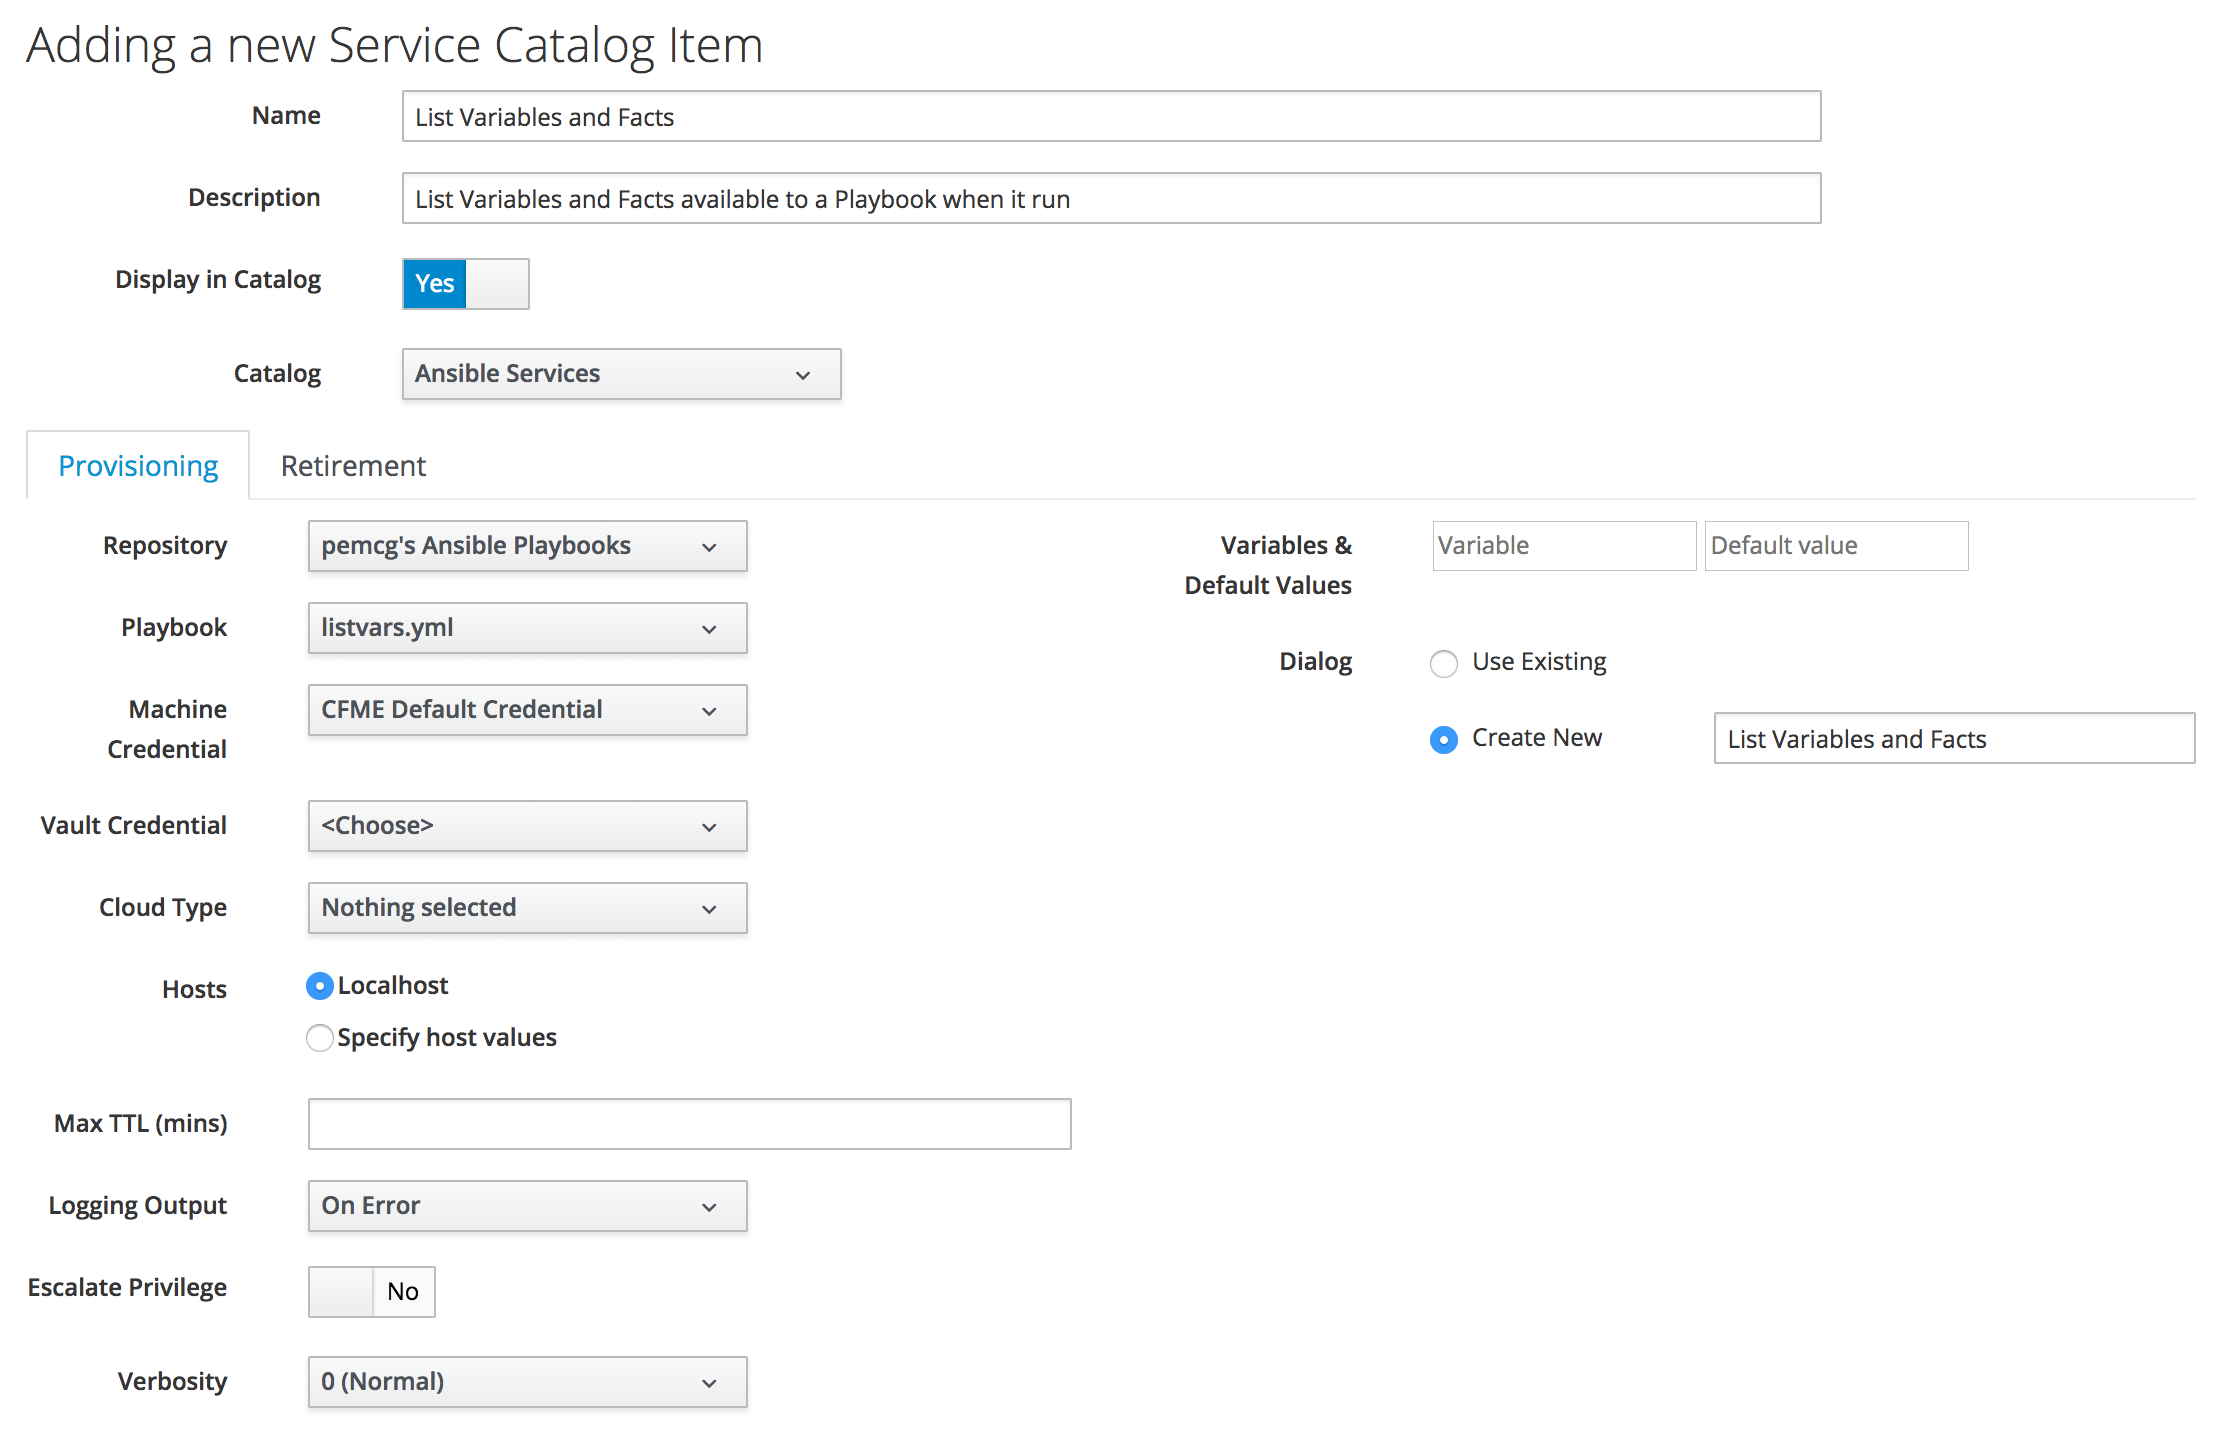 Adding a new Service Catalog Item
Name
List Variables and Facts
Description
List Variables and Facts available to a Playbook when it run
Display in Catalog
Yes
Catalog
Ansible Services
Provisioning
Retirement
Repository
pemcg's Ansible Playbooks
Playbook
listvars.yml
Machine
Credential
CFME Default Credential
Vault Credential
<Choose>
Cloud Type
Nothing selected
Hosts
Localhost
Specify host values
Max TTL (mins)
Logging Output
On Error
Escalate Privilege
No
Verbosity
0 (Normal)
Variables &
Default Values
Variable
Default value
Dialog
Use Existing
Create New
List Variables and Facts